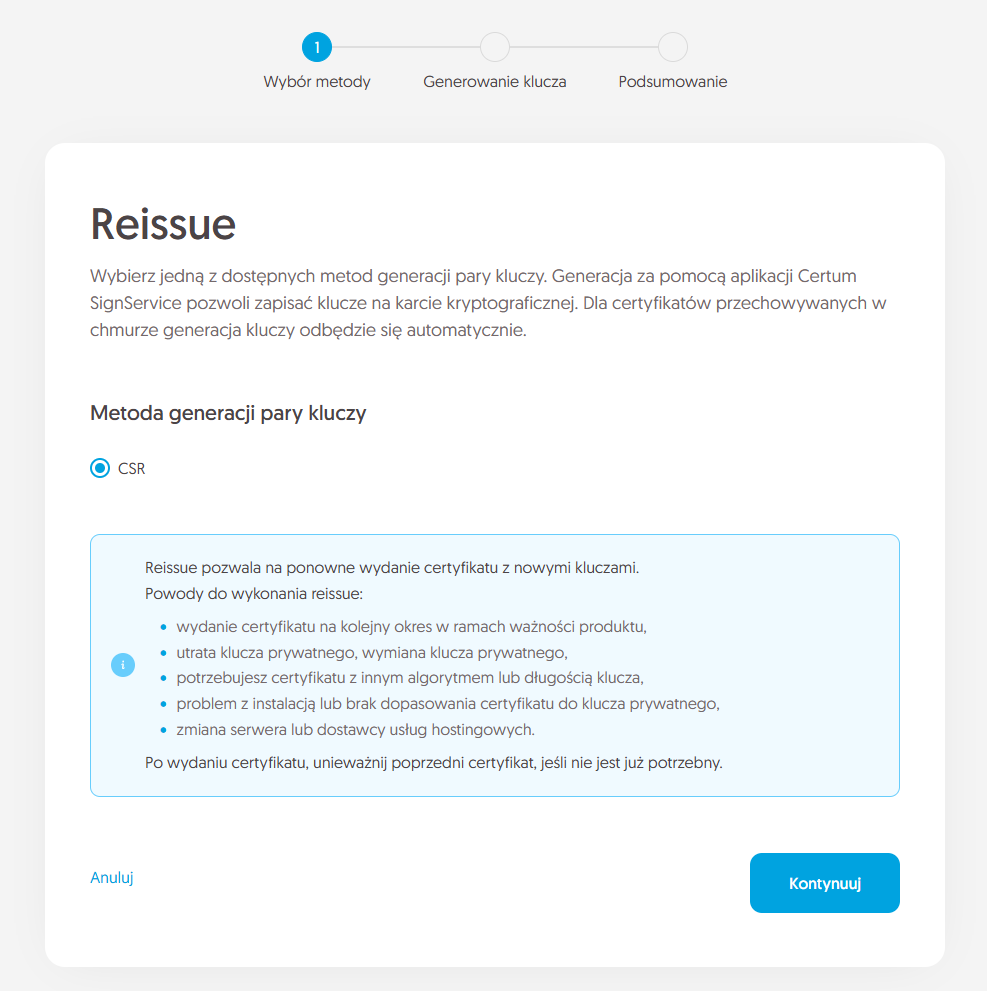 1
Wybór metody
Generowanie klucza
Podsumowanie
Reissue
Wybierz jedną z dostępnych metod generacji pary kluczy. Generacja za pomocą aplikacji Certum
SignService pozwoli zapisać klucze na karcie kryptograficznej. Dla certyfikatów przechowywanych w
chmurze generacja kluczy odbędzie się automatycznie.
Metoda generacji pary kluczy
CSR
Reissue pozwala na ponowne wydanie certyfikatu z nowymi kluczami.
Powody do wykonania reissue:
wydanie certyfikatu na kolejny okres w ramach ważności produktu,
utrata klucza prywatnego, wymiana klucza prywatnego,
potrzebujesz certyfikatu z innym algorytmem lub długością klucza,
problem z instalacją lub brak dopasowania certyfikatu do klucza prywatnego,
zmiana serwera lub dostawcy usług hostingowych.
Po wydaniu certyfikatu, unieważnij poprzedni certyfikat, jeśli nie jest już potrzebny.
Anuluj
Kontynuuj